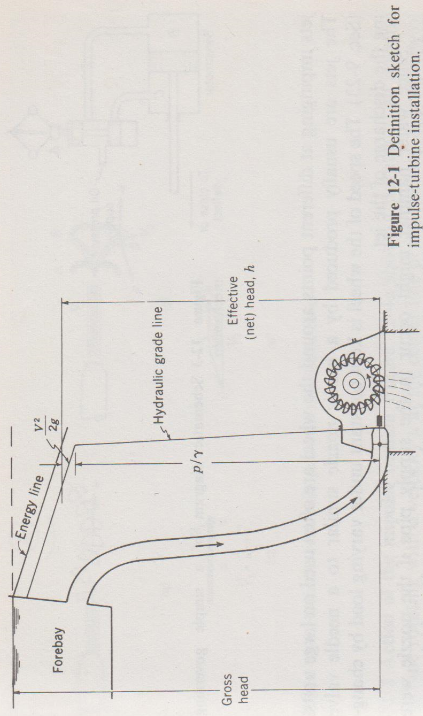 Energy line
V²
2g
Forebay
Hydraulic grade line
p/γ
Gross
head
Effective
(net) head, h
Figure 12-1 Definition sketch for
impulse-turbine installation.